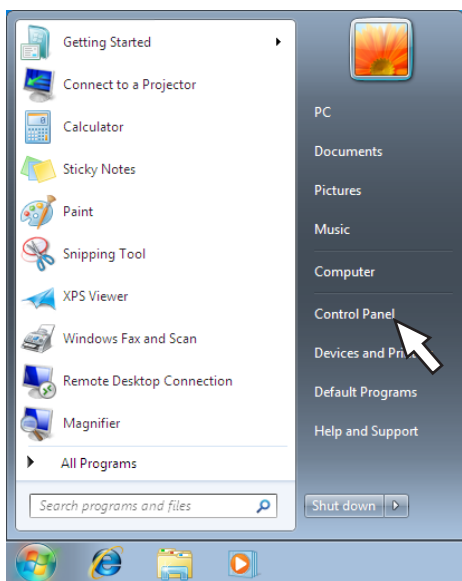 Getting Started
Connect to a Projector
Calculator
Sticky Notes
Paint
Snipping Tool
XPS Viewer
Windows Fax and Scan
Remote Desktop Connection
Magnifier
All Programs
Search programs and files
PC
Documents
Pictures
Music
Computer
Control Panel
Devices and
Default Programs
Help and Support
Shut down